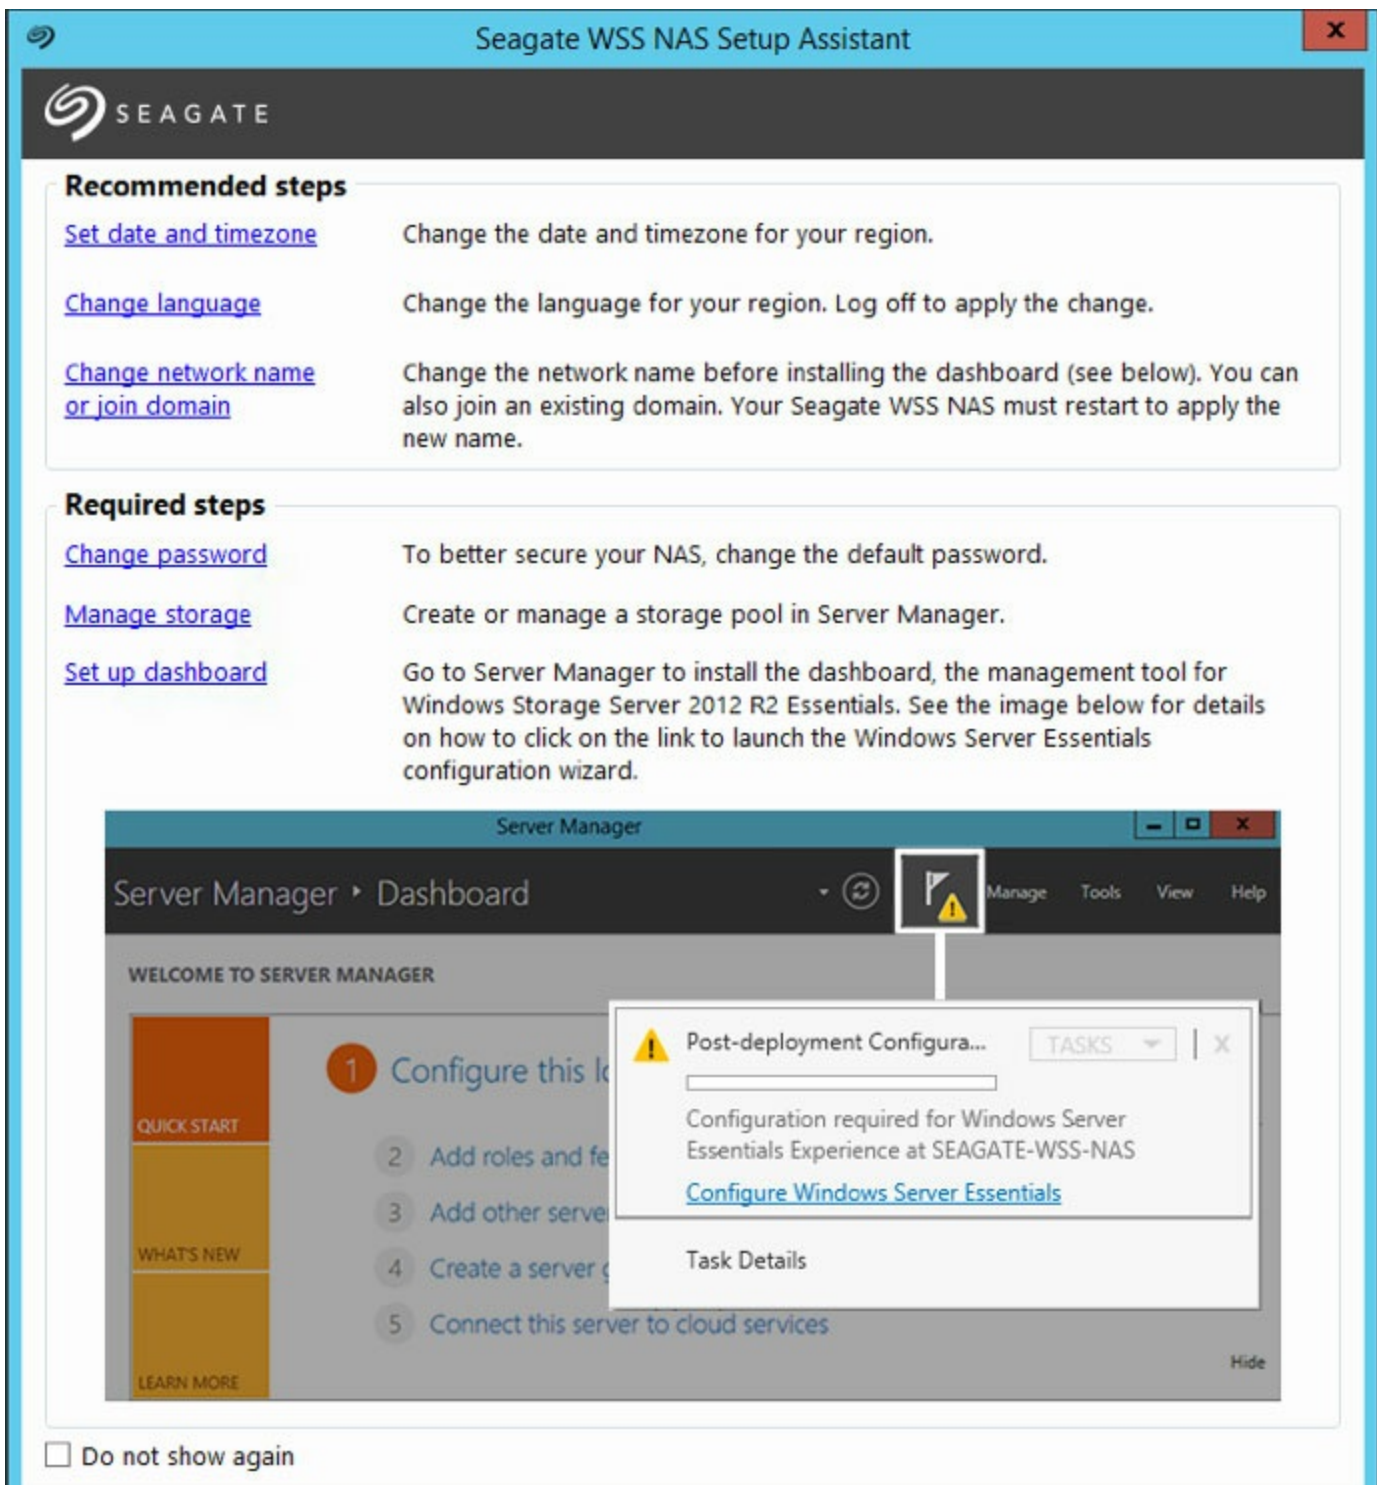 Seagate WSS NAS Setup Assistant
SEAGATE
Recommended steps
Set date and timezone
Change the date and timezone for your region.
Change language
Change the language for your region. Log off to apply the change.
Change network name
or join domain
Change the network name before installing the dashboard (see below). You can
also join an existing domain. Your Seagate WSS NAS must restart to apply the
new name.
Required steps
Change password
To better secure your NAS, change the default password.
Manage storage
Create or manage a storage pool in Server Manager.
Set up dashboard
Go to Server Manager to install the dashboard, the management tool for
Windows Storage Server 2012 R2 Essentials. See the image below for details
on how to click on the link to launch the Windows Server Essentials
configuration wizard.
Server Manager
Server Manager ‣ Dashboard
Manage
Tools
View
Help
WELCOME TO SERVER MANAGER
QUICK START
WHAT'S NEW
LEARN MORE
1 Configure this lo
2 Add roles and fe
3 Add other server
4 Create a server g
5 Connect this server to cloud services
Hide
Post-deployment Configura...
TASKS
X
Configuration required for Windows Server
Essentials Experience at SEAGATE-WSS-NAS
Configure Windows Server Essentials
Task Details
Do not show again